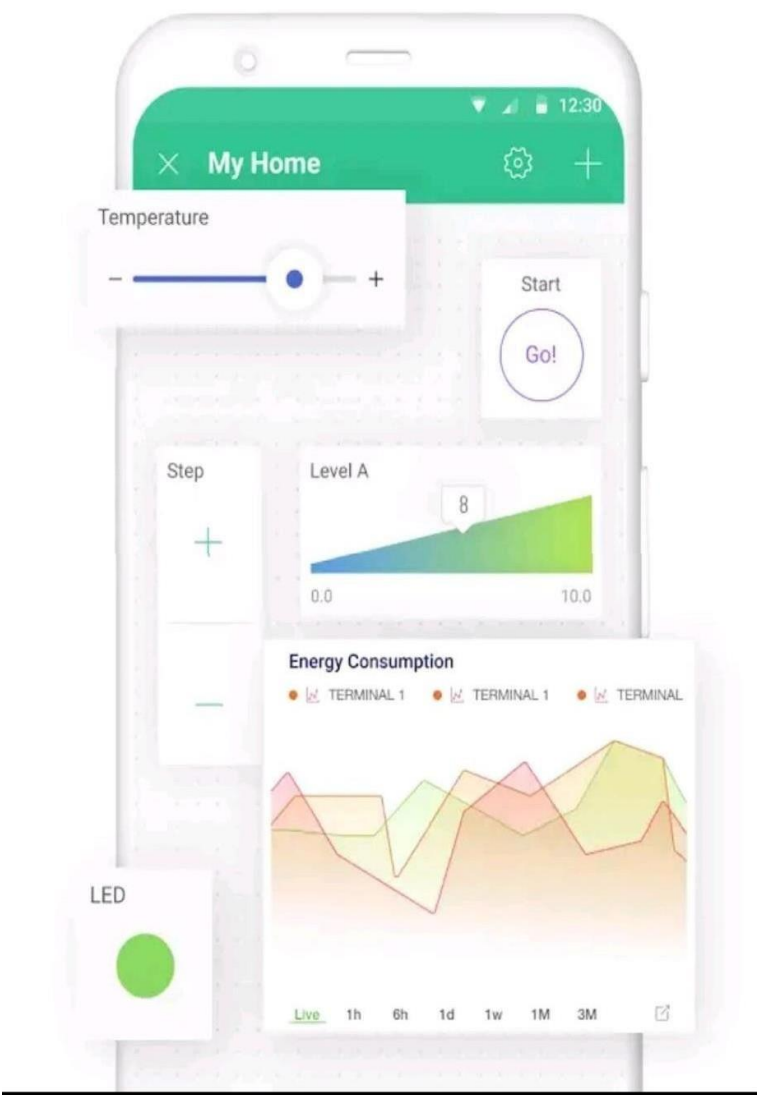 12:30
My Home
Temperature
− +
Start
Go!
Step
+
−
Level A
8
0.0 10.0
Energy Consumption
TERMINAL 1 TERMINAL 1 TERMINAL
LED
Live 1h 6h 1d 1w 1M 3M